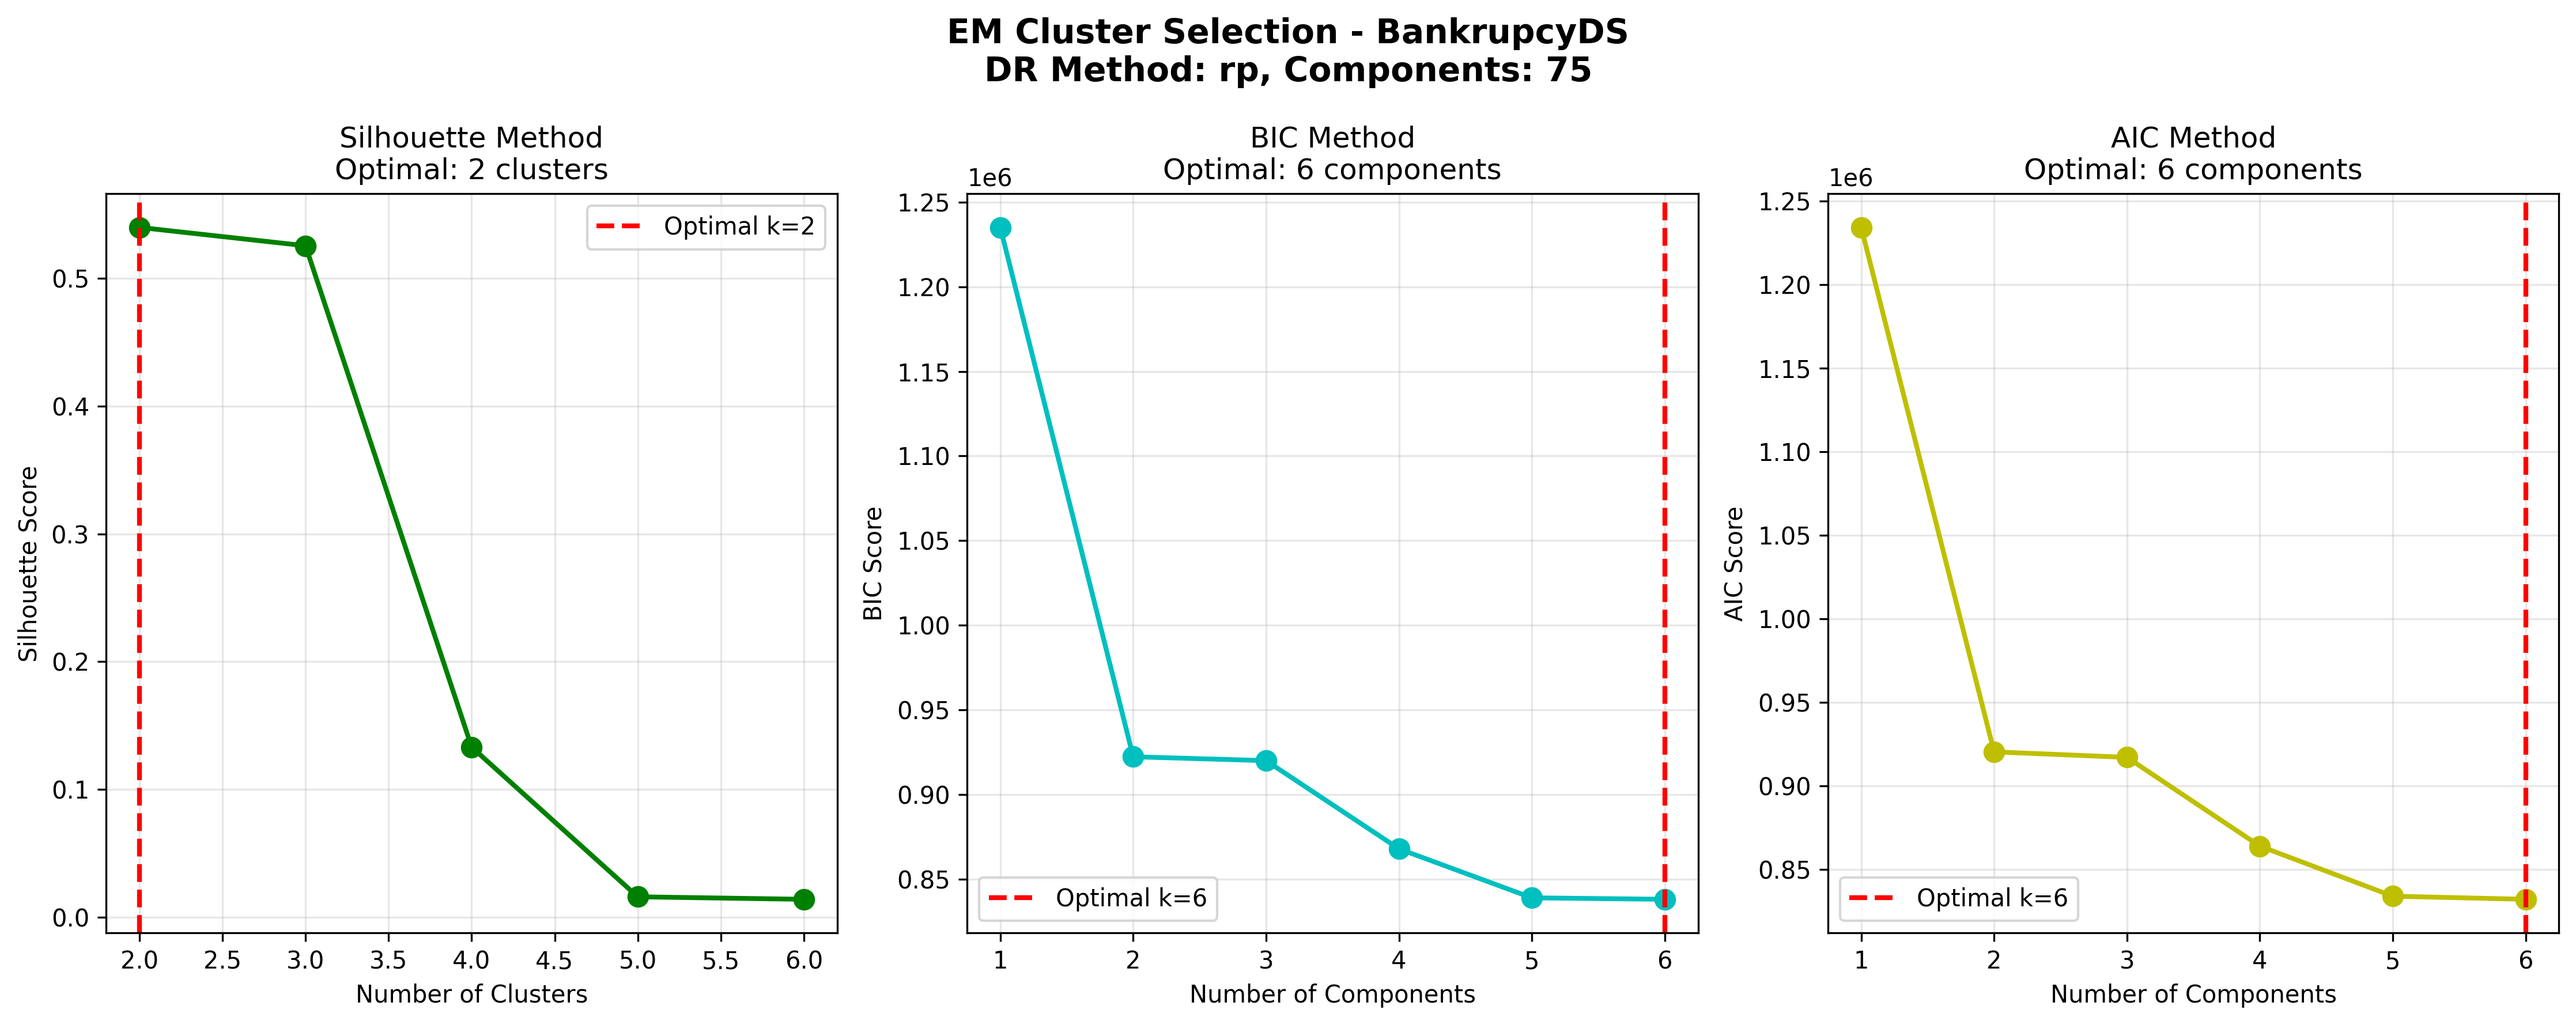 EM Cluster Selection - BankrupcyDS
DR Method: rp, Components: 75
Silhouette Method
Optimal: 2 clusters
Optimal k=2
Silhouette Score
0.5
0.4
0.3
0.2
0.1
0.0
2.0 2.5 3.0 3.5 4.0 4.5 5.0 5.5 6.0
Number of Clusters
BIC Method
Optimal: 6 components
1e6
BIC Score
1.25
1.20
1.15
1.10
1.05
1.00
0.95
0.90
0.85
Optimal k=6
1 2 3 4 5 6
Number of Components
AIC Method
Optimal: 6 components
1e6
AIC Score
1.25
1.20
1.15
1.10
1.05
1.00
0.95
0.90
0.85
Optimal k=6
1 2 3 4 5 6
Number of Components